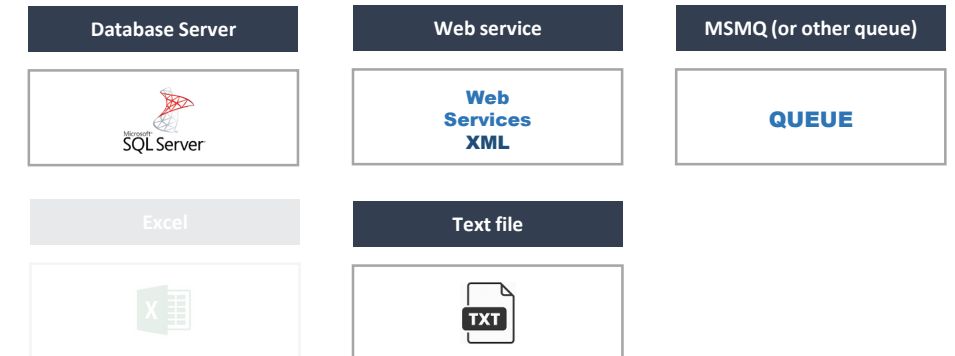 Database Server
Web service
MSMQ (or other queue)
Microsoft
SQL Server
Web
Services
XML
QUEUE
Excel
Text file
X
TXT